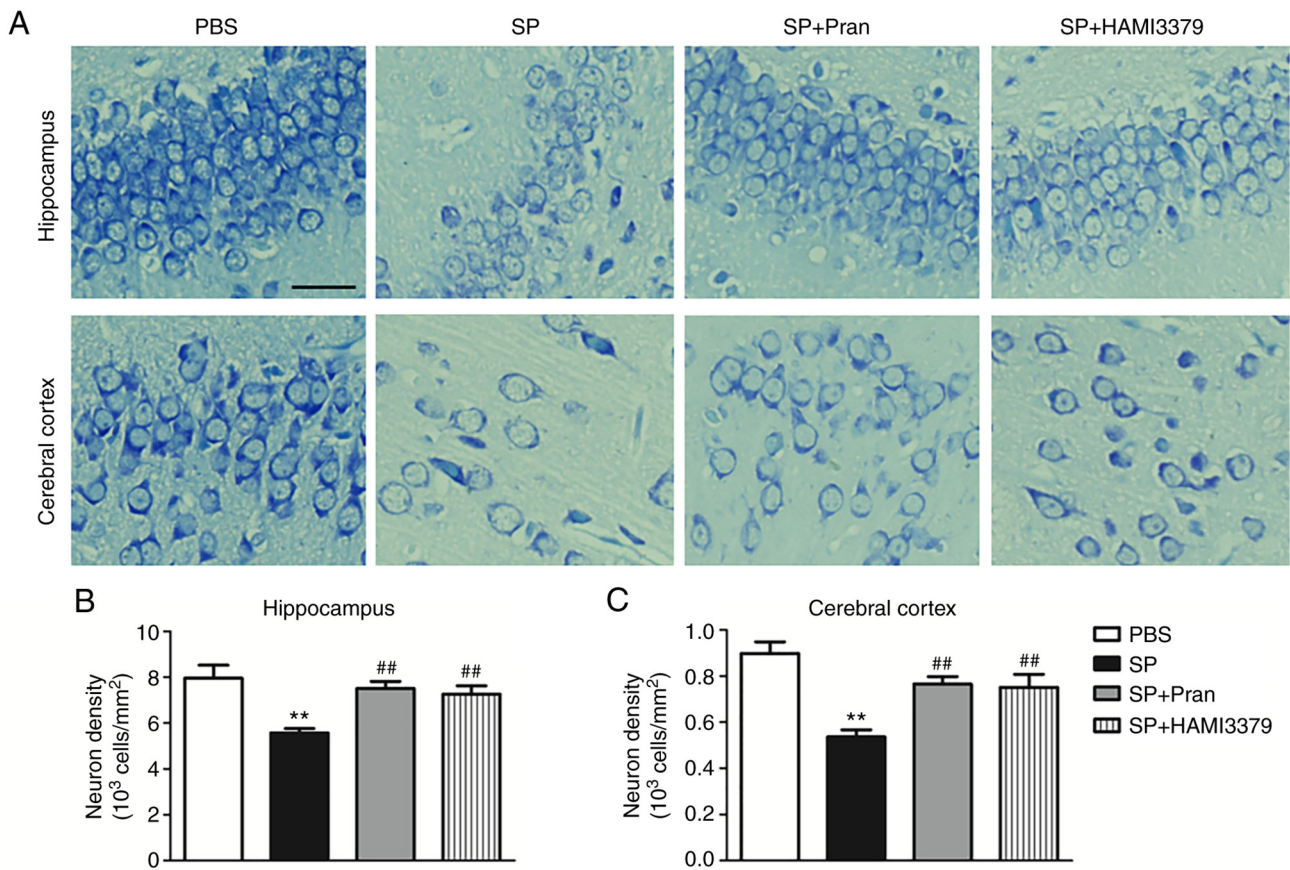 A
PBS
SP
SP+Pran
SP+HAMI3379
Hippocampus
Cerebral cortex
B
Hippocampus
Neuron density
(10³ cells/mm²)
10
8
6
4
2
0
**
##
##
C
Cerebral cortex
Neuron density
(10³ cells/mm²)
1.0
0.8
0.6
0.4
0.2
0.0
**
##
##
PBS
SP
SP+Pran
SP+HAMI3379